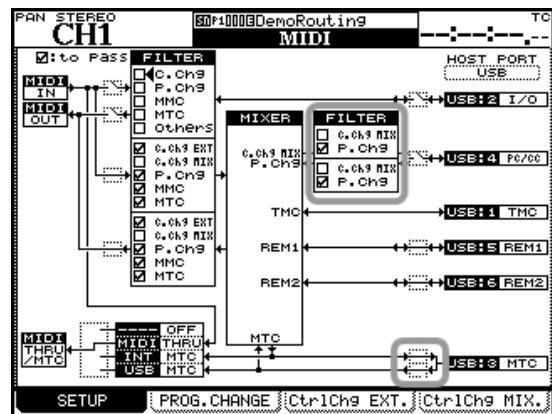 PAN STEREO
CH1
P1 DemoRouting
MIDI
TC
--:--:--.--
:to Pass
FILTER
HOST PORT
USB
MIDI IN
MIDI OUT
C.Chg
P.Chg
MMC
MTC
Others
C.Chg EXT
C.Chg MIX
P.Chg
MMC
MTC
C.Chg EXT
C.Chg MIX
P.Chg
MMC
MTC
MIXER
C.Chg MIX
P.Chg
TMC
REM1
REM2
MTC
FILTER
C.Chg MIX
P.Chg
C.Chg MIX
P.Chg
USB:2 I/O
USB:4 PC/CC
USB:1 TMC
USB:5 REM1
USB:6 REM2
USB:3 MTC
MIDI THRU /MTC
---- OFF
MIDI THRU
INT MTC
USB MTC
SETUP
PROG.CHANGE
CtrlChg EXT.
CtrlChg MIX.